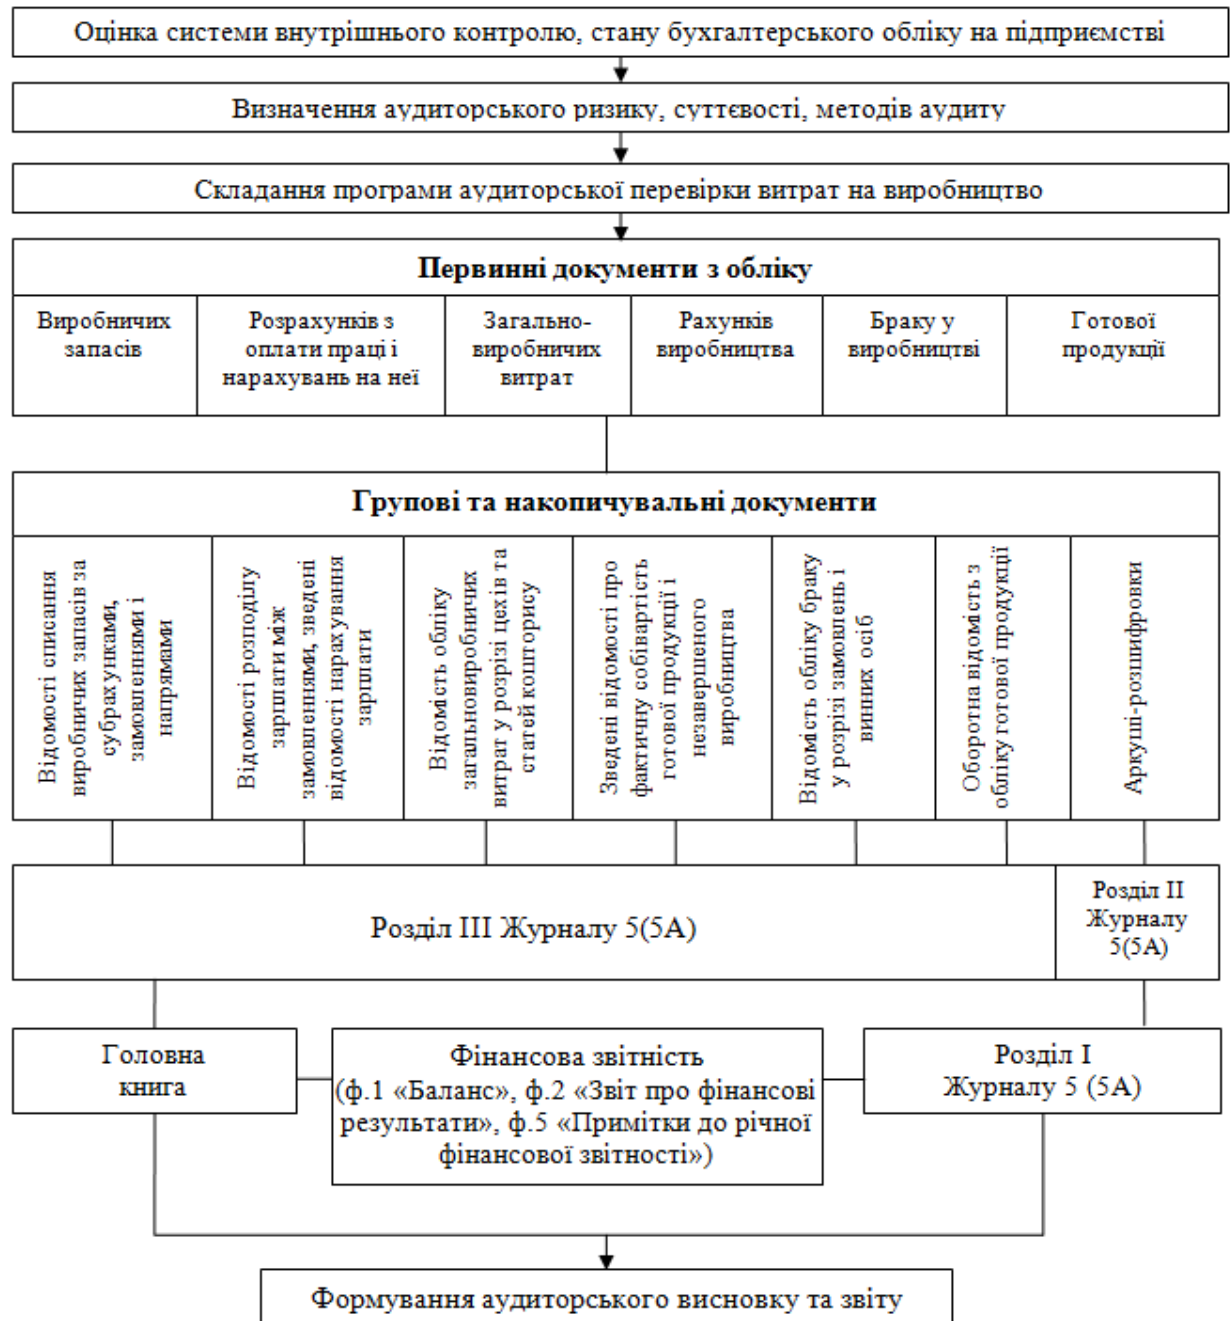 Оцінка системи внутрішнього контролю, стану бухгалтерського обліку на підприємстві
Визначення аудиторського ризику, суттєвості, методів аудиту
Складання програми аудиторської перевірки витрат на виробництво
Первинні документи з обліку
Виробничих
запасів
Розрахунків з
оплати праці і
нарахувань на неї
Загально-
виробничих
витрат
Рахунків
виробництва
Браку у
виробництві
Готової
продукції
Групові та накопичувальні документи
Відомості списання
виробничих запасів за
субрахунками,
замовленнями і
напрямами
Відомості розподілу
зарплати між
замовленнями, зведені
відомості нарахування
зарплати
Відомість обліку
загальновиробничих
витрат у розрізі цехів та
статей кошторису
Зведені відомості про
фактичну собівартість
готової продукції і
незавершеного
виробництва
Відомість обліку браку
у розрізі замовлень і
винних осіб
Оборотна відомість з
обліку готової продукції
Аркуші-розшифровки
Розділ III Журналу 5(5А)
Розділ II
Журналу
5(5А)
Головна
книга
Фінансова звітність
(ф.1 «Баланс», ф.2 «Звіт про фінансові
результати», ф.5 «Примітки до річної
фінансової звітності»)
Розділ I
Журналу 5 (5А)
Формування аудиторського висновку та звіту